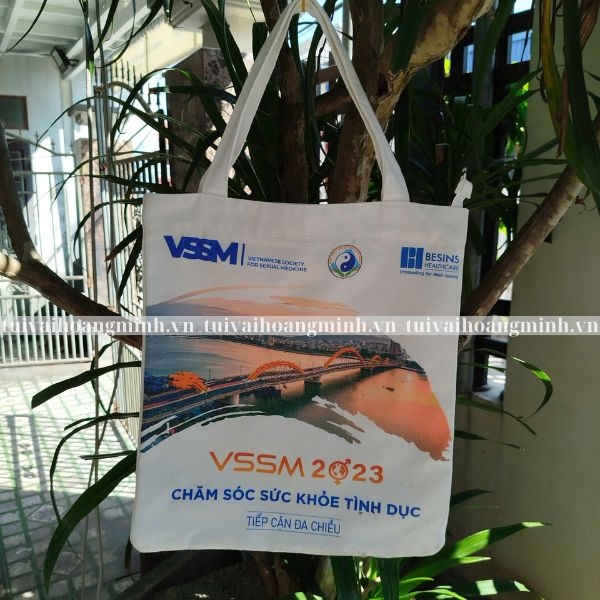 VSSM
VIETNAMESE SOCIETY
FOR SEXUAL MEDICINE
BESINS
HEALTHCARE
Innovating for Well-being
tuivaihoangminh.vn tuivaihoangminh.vn tuivaihoangminh.vn
VSSM 2023
CHĂM SÓC SỨC KHỎE TÌNH DỤC
TIẾP CẬN ĐA CHIỀU